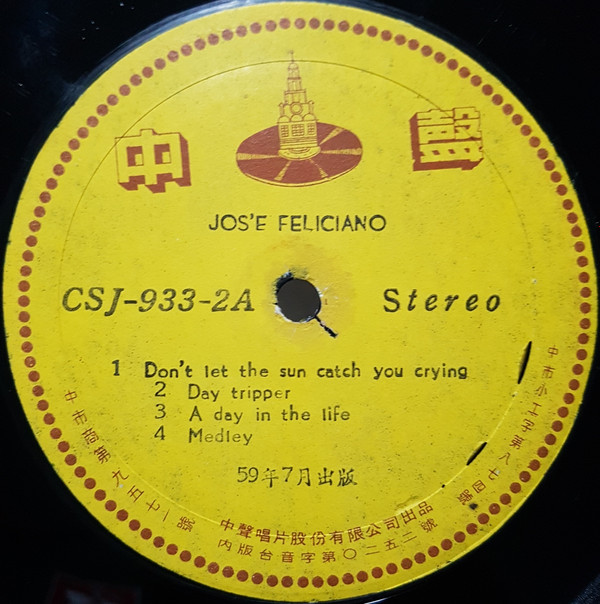 中聲
JOS'E FELICIANO
CSJ-933-2A Stereo
1 Don't let the sun catch you crying
2 Day tripper
3 A day in the life
4 Medley
59年7月出版
中聲唱片股份有限公司出品
內版台音字第〇二五二號